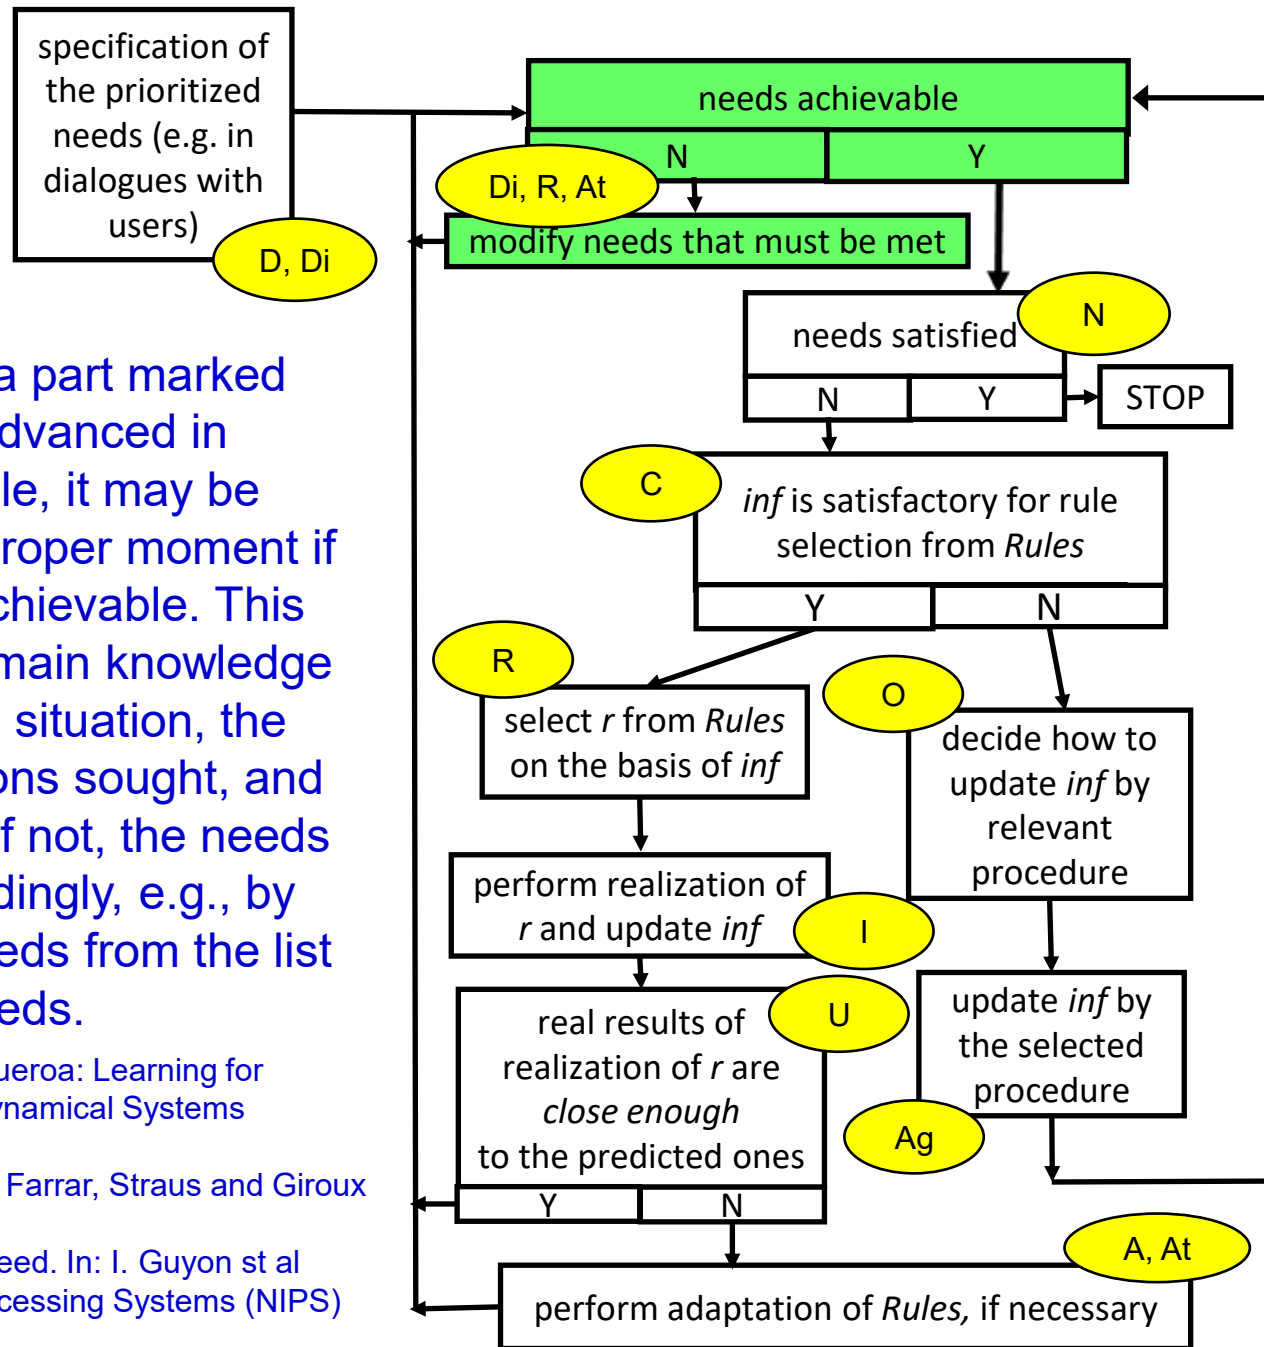 specification of
the prioritized
needs (e.g. in
dialogues with
users)
D, Di
needs achievable
N
Y
Di, R, At
modify needs that must be met
needs satisfied
N
N
Y
STOP
C
inf is satisfactory for rule
selection from Rules
Y
N
R
select r from Rules
on the basis of inf
O
decide how to
update inf by
relevant
procedure
perform realization of
r and update inf
I
real results of
realization of r are
close enough
to the predicted ones
U
Y
N
update inf by
the selected
procedure
Ag
A, At
perform adaptation of Rules, if necessary
a part marked
dvanced in
le, it may be
roper moment if
chievable. This
main knowledge
situation, the
ons sought, and
f not, the needs
dingly, e.g., by
eds from the list
eds.
ueroa: Learning for
ynamical Systems
Farrar, Straus and Giroux
eed. In: I. Guyon st al
cessing Systems (NIPS)